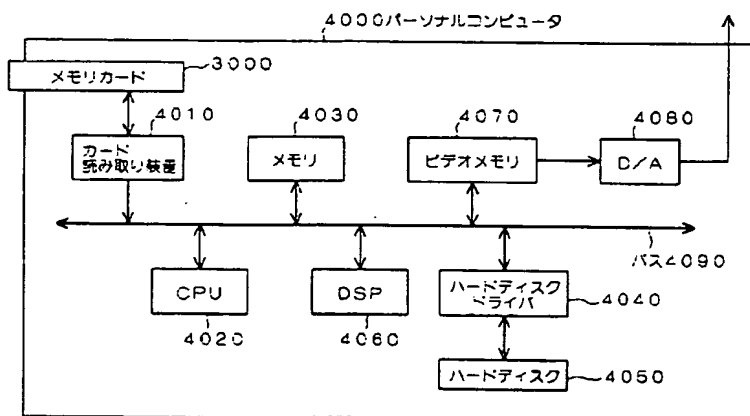 4000パーソナルコンピュータ
メモリカード
3000
4010
4030
4070
4080
カード
読み取り装置
メモリ
ビデオメモリ
D/A
バス4090
CPU
DSP
ハードディスク
ドライバ
4040
4020
4060
ハードディスク
4050